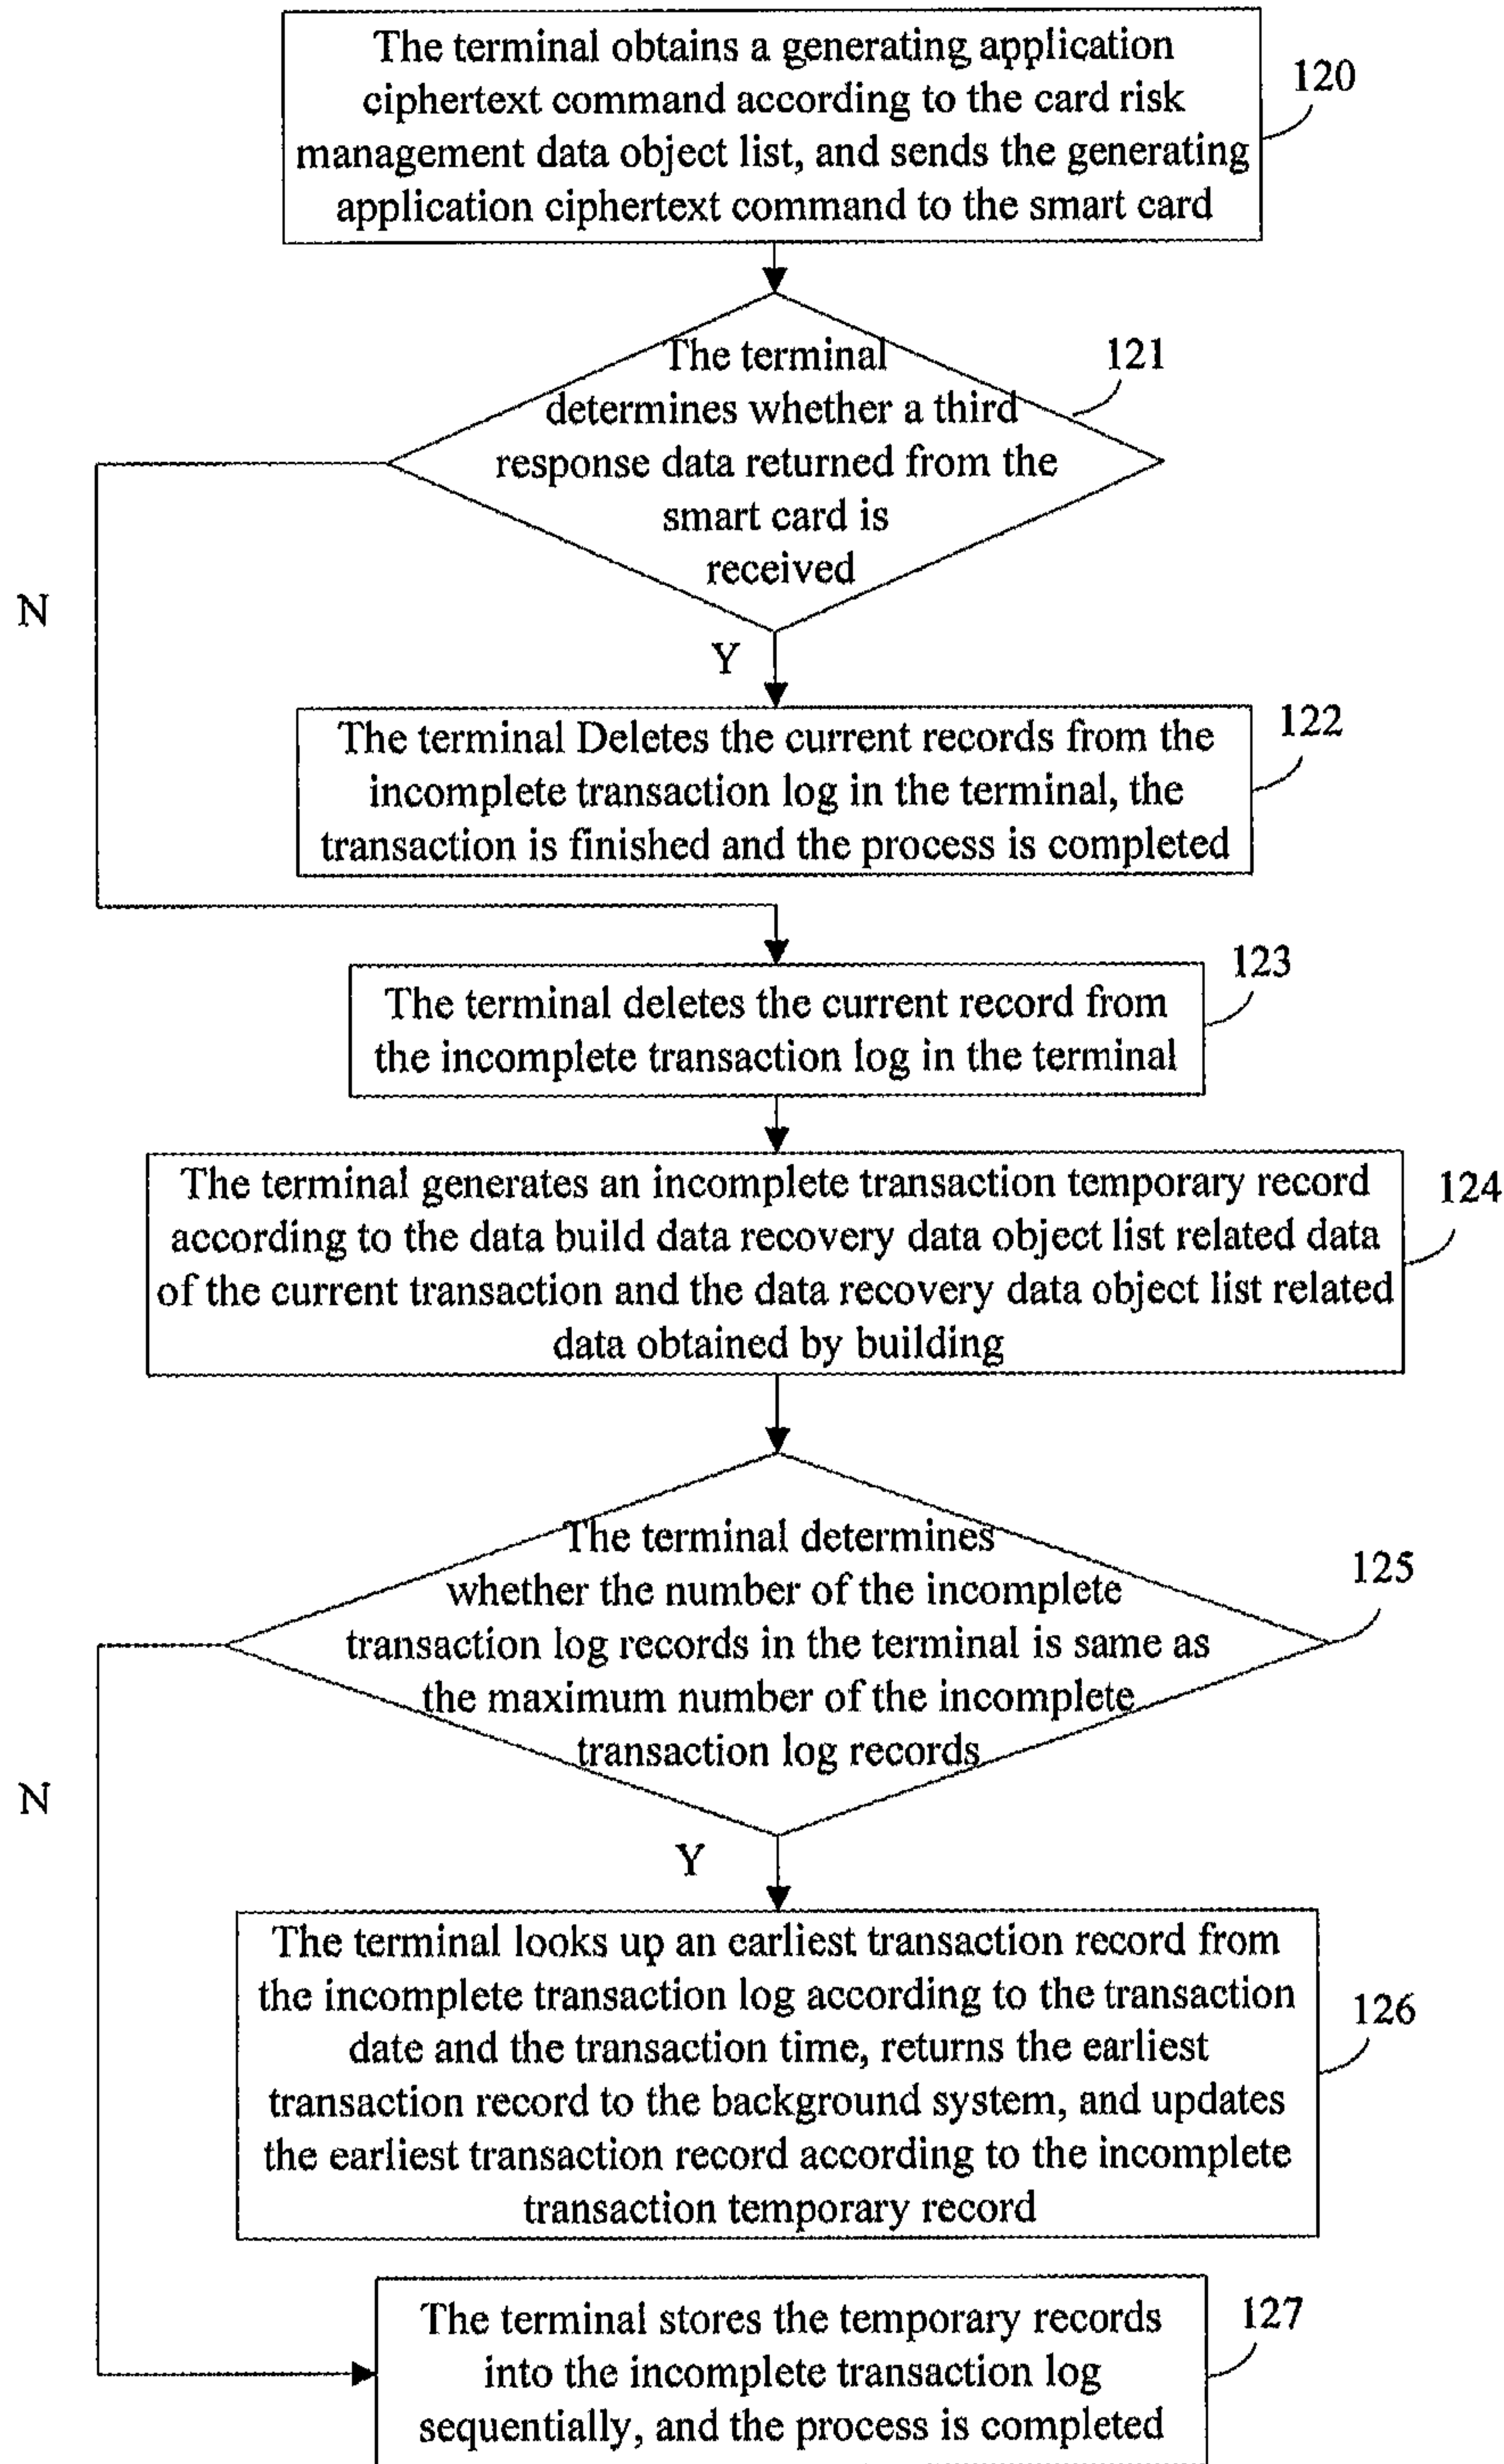 The terminal obtains a generating application
ciphertext command according to the card risk
management data object list, and sends the generating
application ciphertext command to the smart card
120
The terminal
determines whether a third
response data returned from the
smart card is
received
121
N
Y
The terminal Deletes the current records from the
incomplete transaction log in the terminal, the
transaction is finished and the process is completed
122
The terminal deletes the current record from
the incomplete transaction log in the terminal
123
The terminal generates an incomplete transaction temporary record
according to the data build data recovery data object list related data
of the current transaction and the data recovery data object list related
data obtained by building
124
The terminal determines
whether the number of the incomplete
transaction log records in the terminal is same as
the maximum number of the incomplete
transaction log records
125
N
Y
The terminal looks up an earliest transaction record from
the incomplete transaction log according to the transaction
date and the transaction time, returns the earliest
transaction record to the background system, and updates
the earliest transaction record according to the incomplete
transaction temporary record
126
The terminal stores the temporary records
into the incomplete transaction log
sequentially, and the process is completed
127